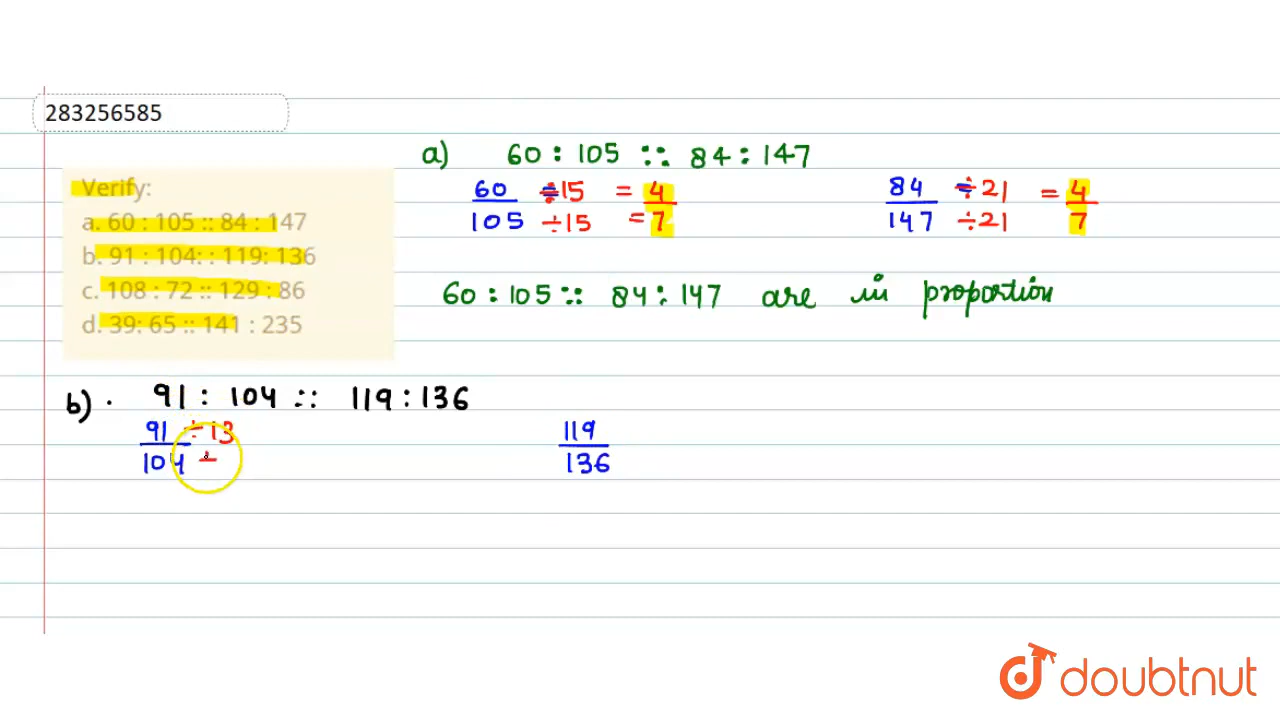 283256585
Verify:
a. 60 : 105 :: 84 : 147
b. 91 : 104: : 119: 136
c. 108 : 72 :: 129 : 86
d. 39: 65 :: 141 : 235
a) 60 : 105 :: 84 : 147
60 ÷15 = 4 84 ÷21 = 4
105 ÷15 = 7 147 ÷21 7
60 : 105 :: 84 : 147 are in proportion
b) . 91 : 104 :: 119 : 136
91 ÷13 119
104 ÷ 136
doubtnut